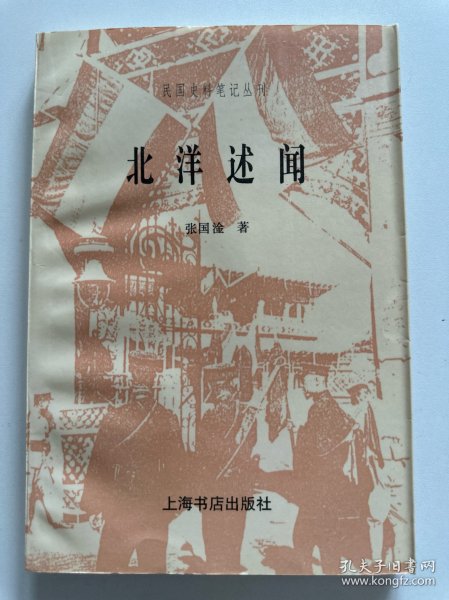 民国史料笔记丛刊
北洋述闻
张国淦 著
上海书店出版社
孔夫子旧书网
www.kongfz.com